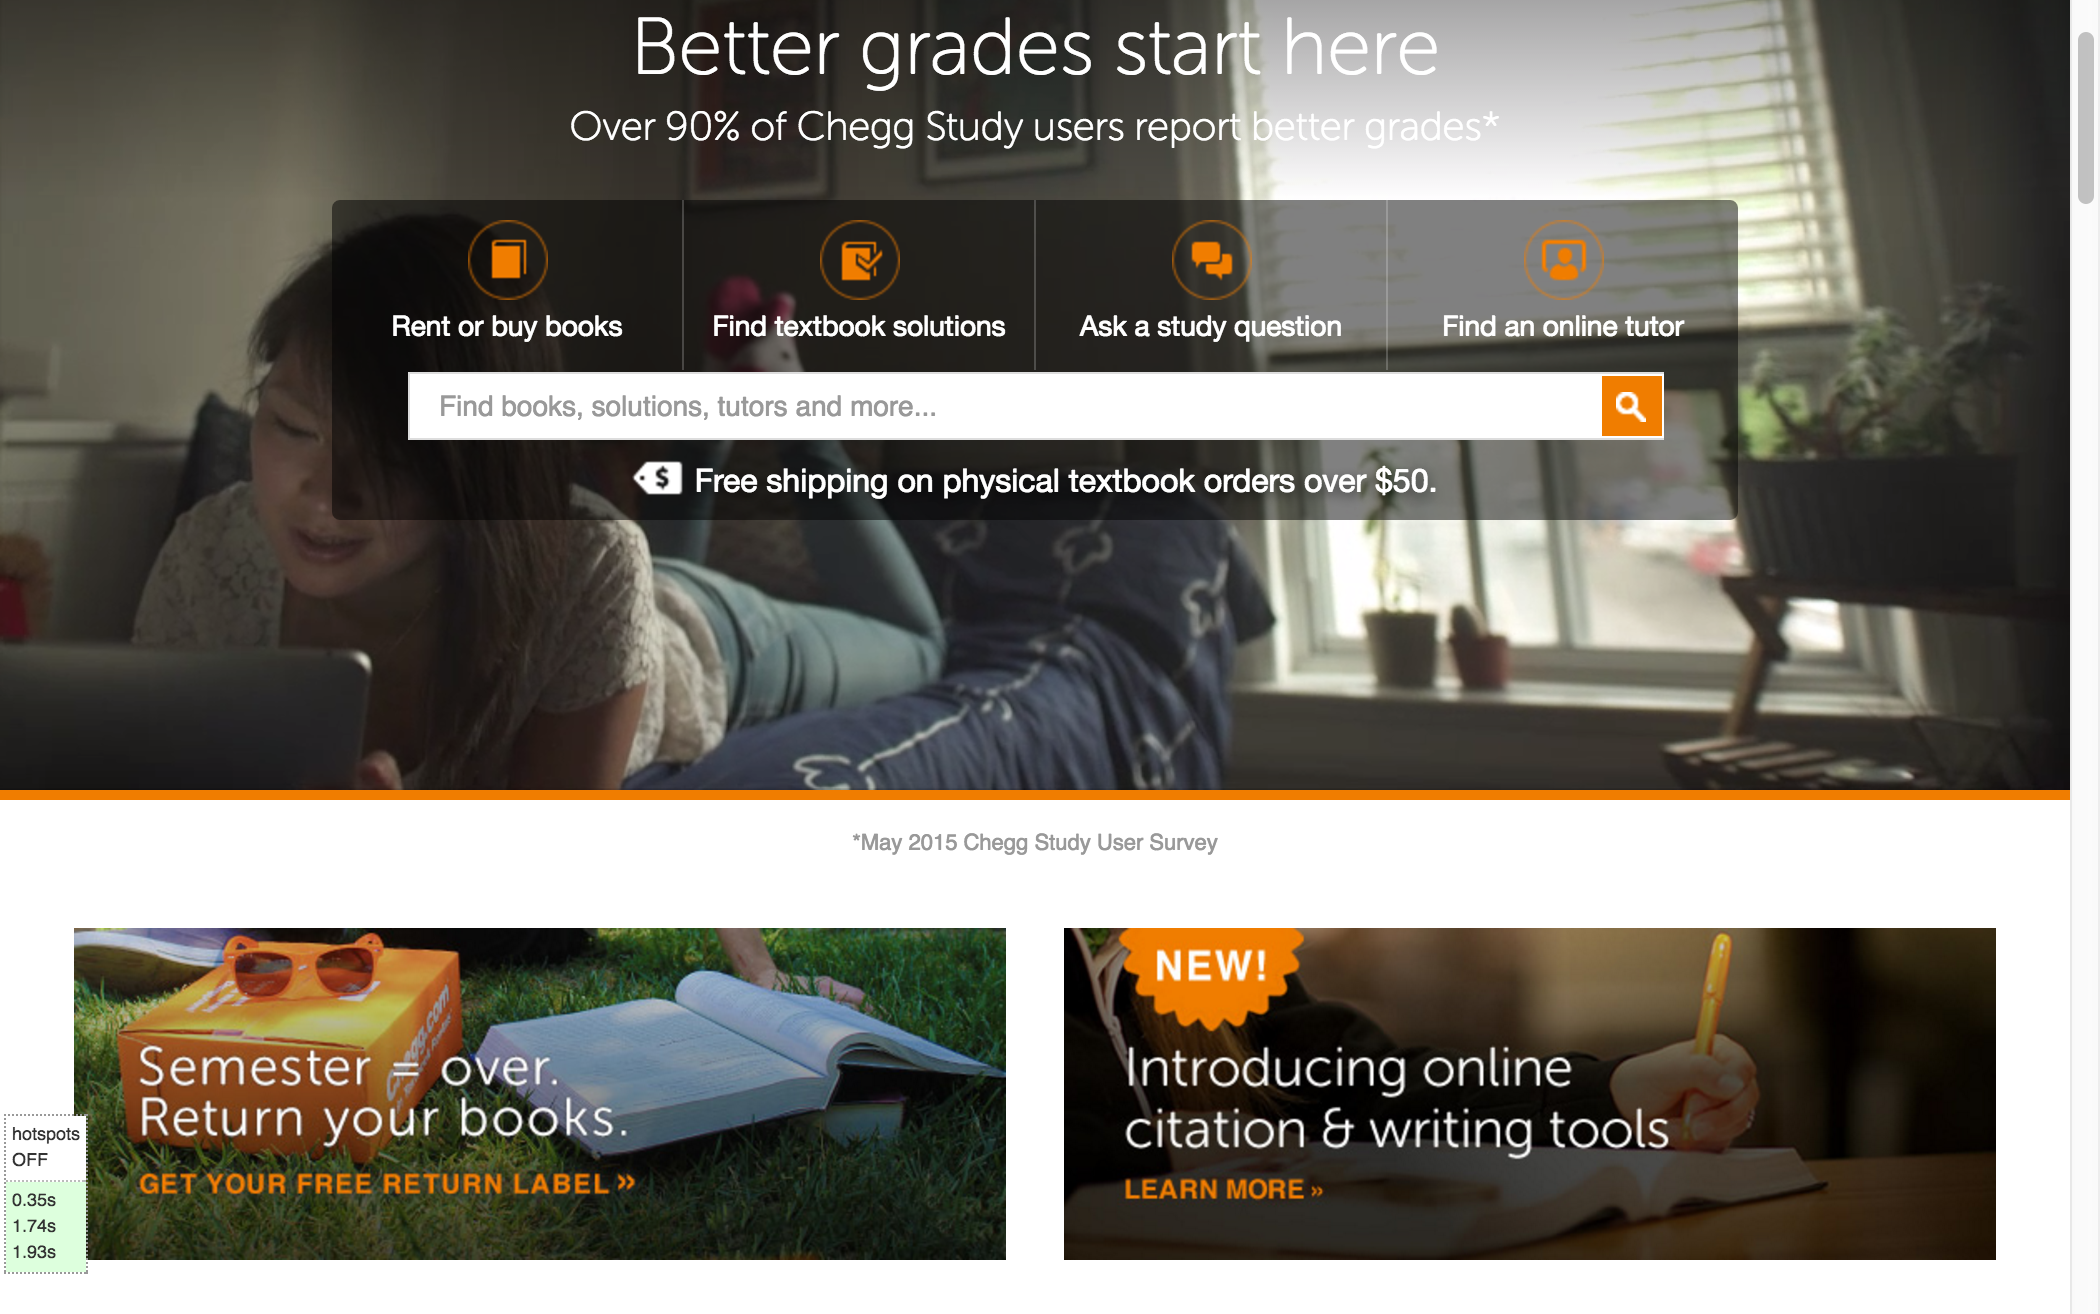 Better grades start here
Over 90% of Chegg Study users report better grades*
Rent or buy books
Find textbook solutions
Ask a study question
Find an online tutor
Find books, solutions, tutors and more...
$ Free shipping on physical textbook orders over $50.
*May 2015 Chegg Study User Survey
Chegg.com
Semester = over.
Return your books.
GET YOUR FREE RETURN LABEL »
NEW!
Introducing online
citation & writing tools
LEARN MORE »
hotspots
OFF
0.35s
1.74s
1.93s